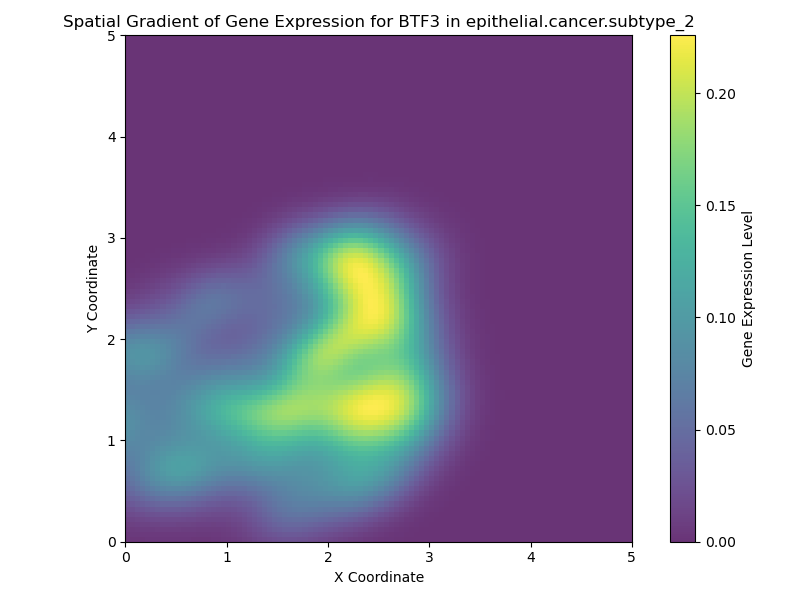 Spatial Gradient of Gene Expression for BTF3 in epithelial.cancer.subtype_2
5
4
3
2
1
0
Y Coordinate
0 1 2 3 4 5
X Coordinate
0.20
0.15
0.10
0.05
0.00
Gene Expression Level